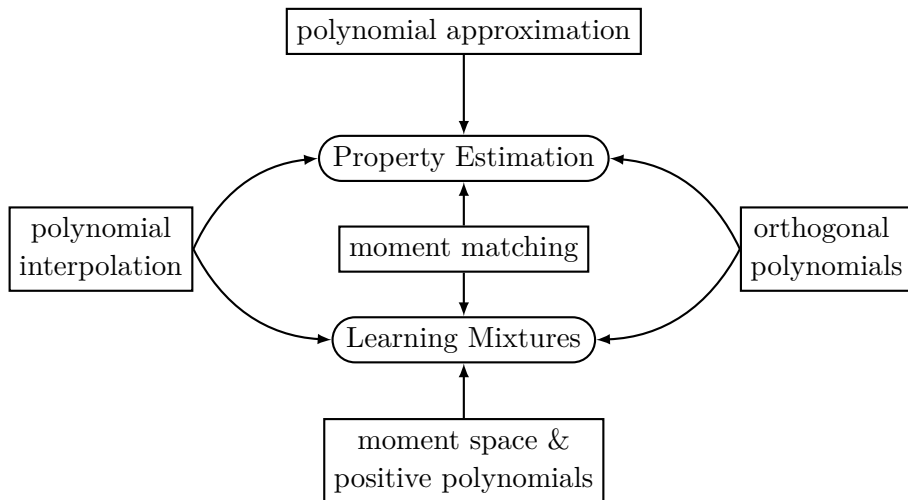 polynomial approximation
Property Estimation
polynomial
interpolation
moment matching
orthogonal
polynomials
Learning Mixtures
moment space &
positive polynomials